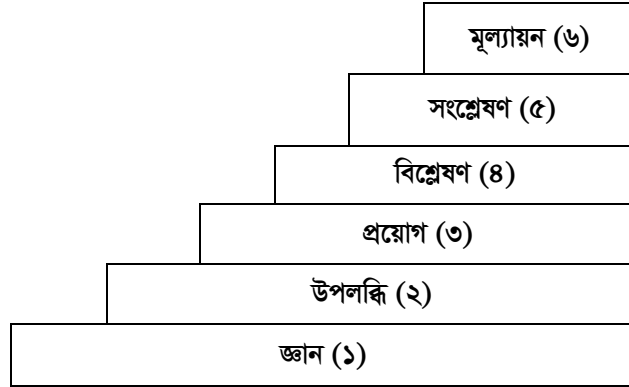 মূল্যায়ন (৬)
সংশ্লেষণ (৫)
বিশ্লেষণ (৪)
প্রয়োগ (৩)
উপলব্ধি (২)
জ্ঞান (১)